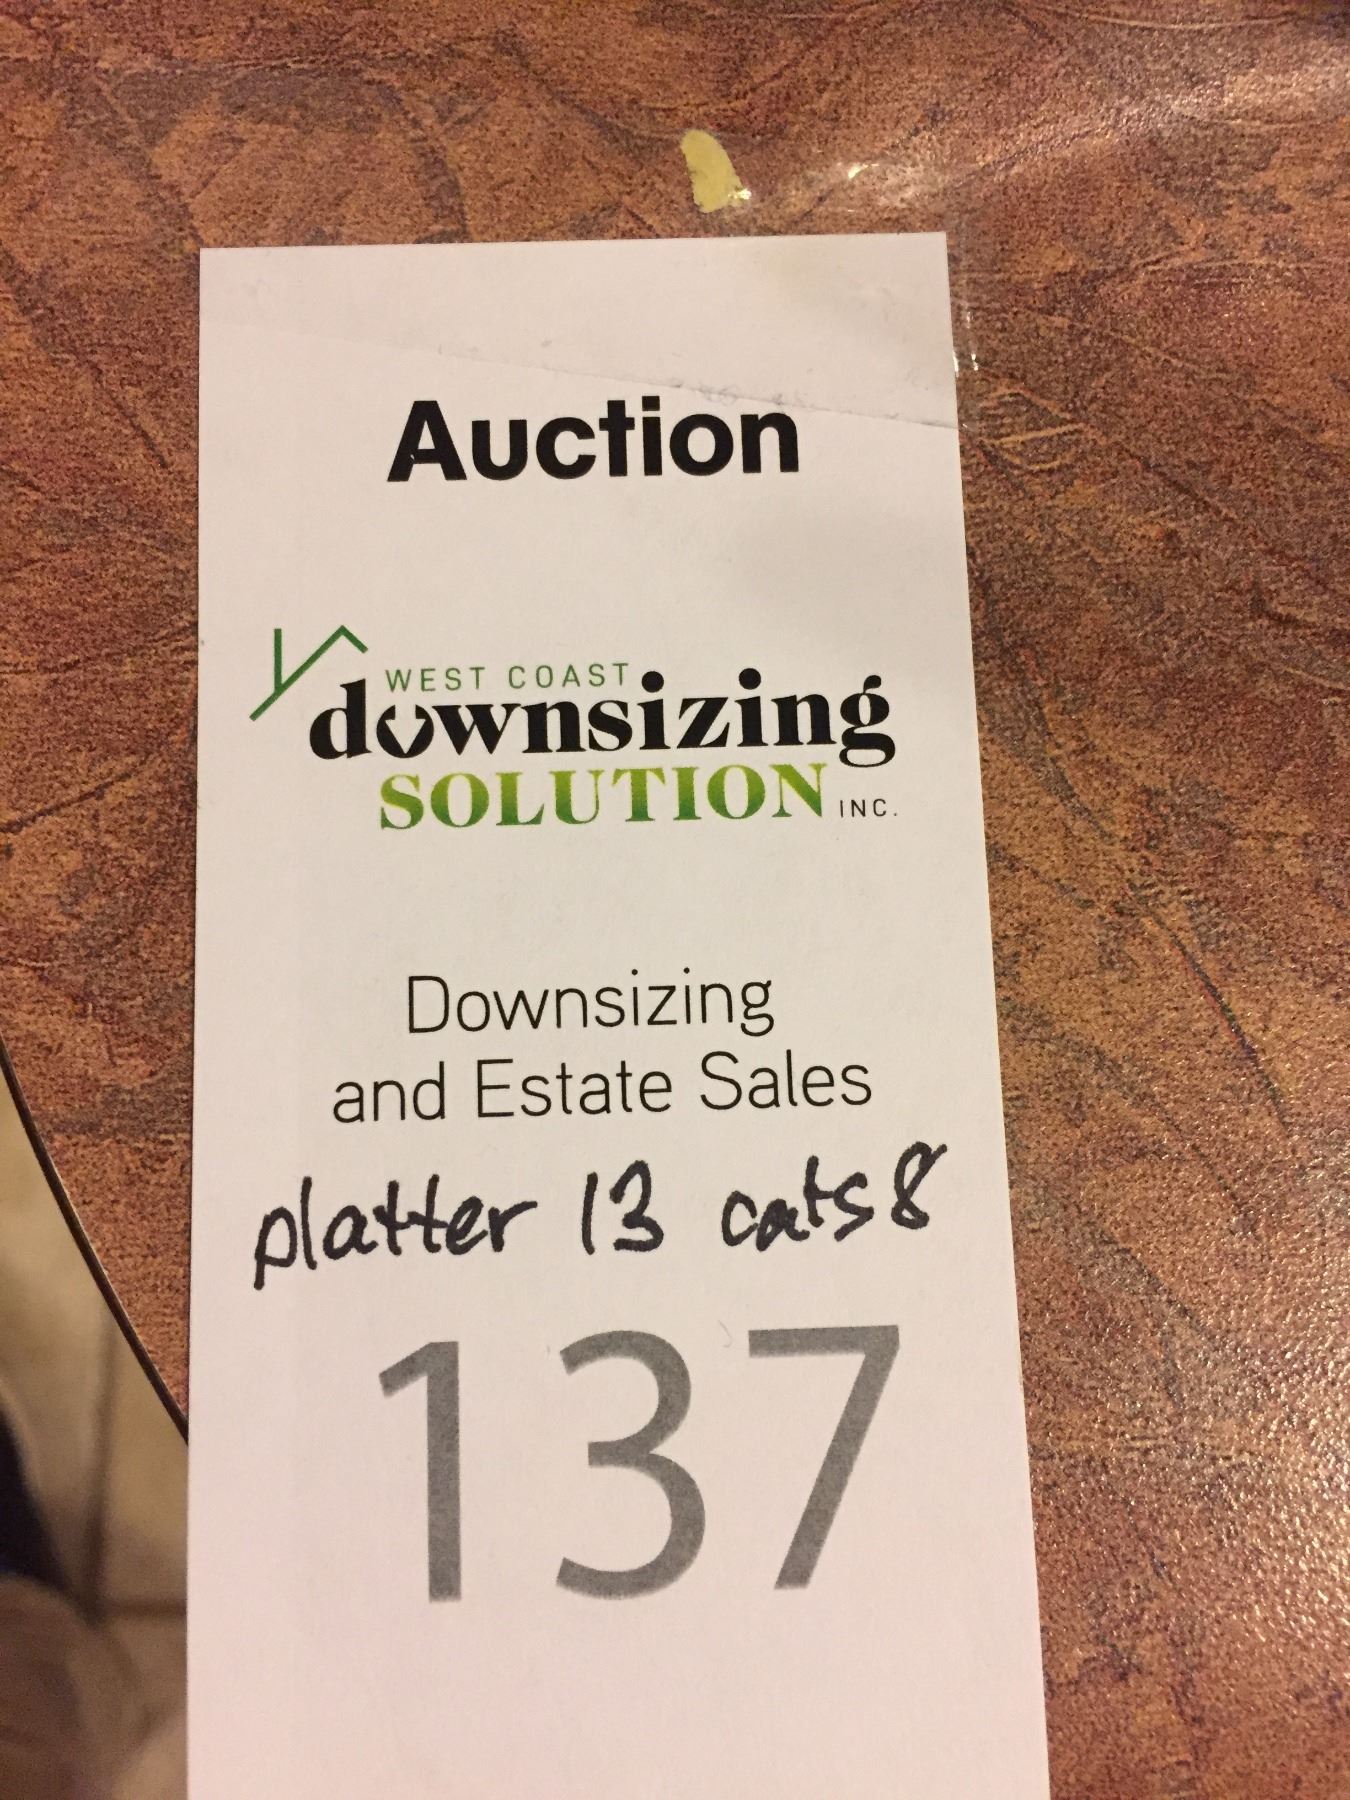 Auction
WEST COAST
downsizing
SOLUTION INC.
Downsizing
and Estate Sales
platter 13 cats 8
137